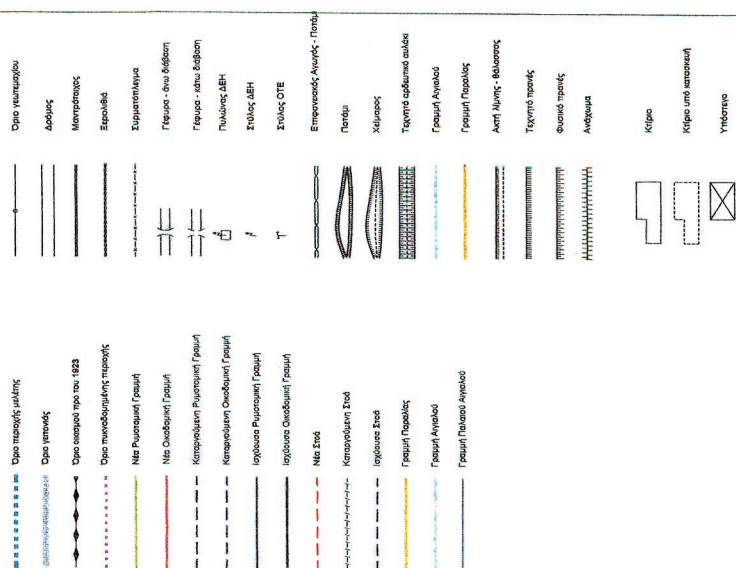 Όριο γεωτεμαχίου
Δρόμος
Μαντρότοιχος
Ξερολιθιά
Συρματόπλεγμα
Γέφυρα - άνω διάβαση
Γέφυρα - κάτω διάβαση
Πυλώνας ΔΕΗ
Στύλος ΔΕΗ
Στύλος ΟΤΕ
Επιφανειακός Αγωγός - Ποτάμι
Ποτάμι
Χείμαρος
Τεχνητό αρδευτικό αυλάκι
Γραμμή Αιγιαλού
Γραμμή Παραλίας
Ακτή λίμνης - θάλασσας
Τεχνητό πρανές
Φυσικό πρανές
Ανάχωμα
Κτίριο
Κτίριο υπό κατασκευή
Υπόστεγο
Όριο περιοχής μελέτης
Όριο γειτονιάς
Όριο οικισμού προ του 1923
Όριο πυκνοδομημένης περιοχής
Νέα Ρυμοτομική Γραμμή
Νέα Οικοδομική Γραμμή
Καταργούμενη Ρυμοτομική Γραμμή
Καταργούμενη Οικοδομική Γραμμή
Ισχύουσα Ρυμοτομική Γραμμή
Ισχύουσα Οικοδομική Γραμμή
Νέα Στοά
Καταργούμενη Στοά
Ισχύουσα Στοά
Γραμμή Παραλίας
Γραμμή Αιγιαλού
Γραμμή Παλαιού Αιγιαλού